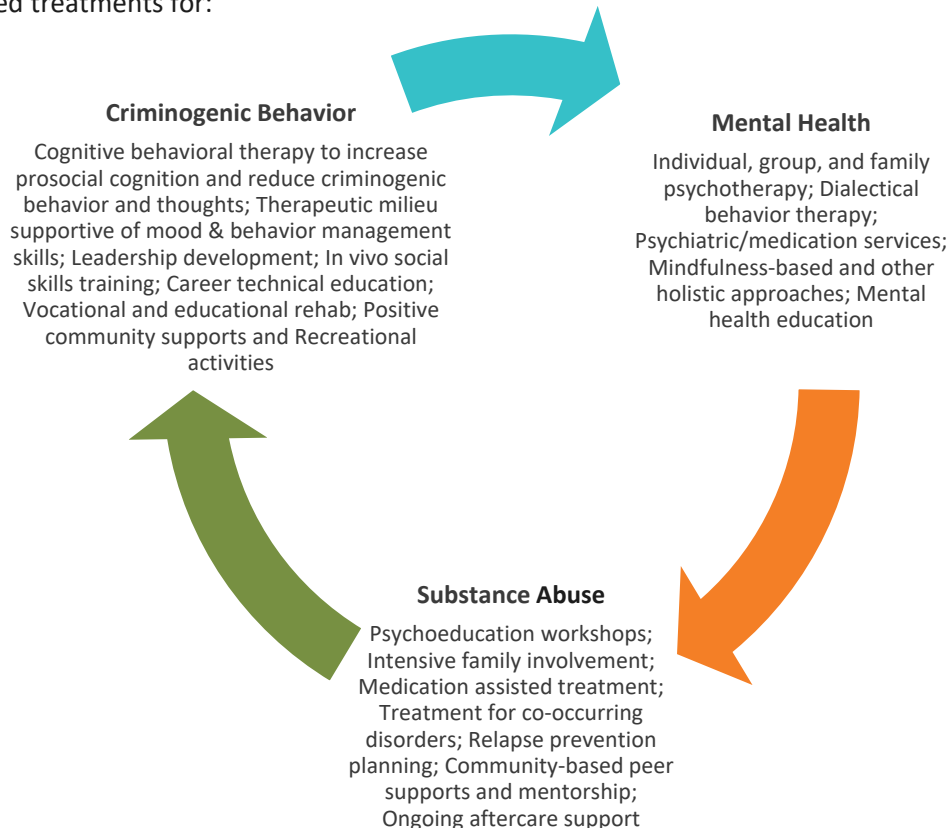 ed treatments for:
Criminogenic Behavior
Cognitive behavioral therapy to increase
prosocial cognition and reduce criminogenic
behavior and thoughts; Therapeutic milieu
supportive of mood & behavior management
skills; Leadership development; In vivo social
skills training; Career technical education;
Vocational and educational rehab; Positive
community supports and Recreational
activities
Mental Health
Individual, group, and family
psychotherapy; Dialectical
behavior therapy;
Psychiatric/medication services;
Mindfulness-based and other
holistic approaches; Mental
health education
Substance Abuse
Psychoeducation workshops;
Intensive family involvement;
Medication assisted treatment;
Treatment for co-occurring
disorders; Relapse prevention
planning; Community-based peer
supports and mentorship;
Ongoing aftercare support